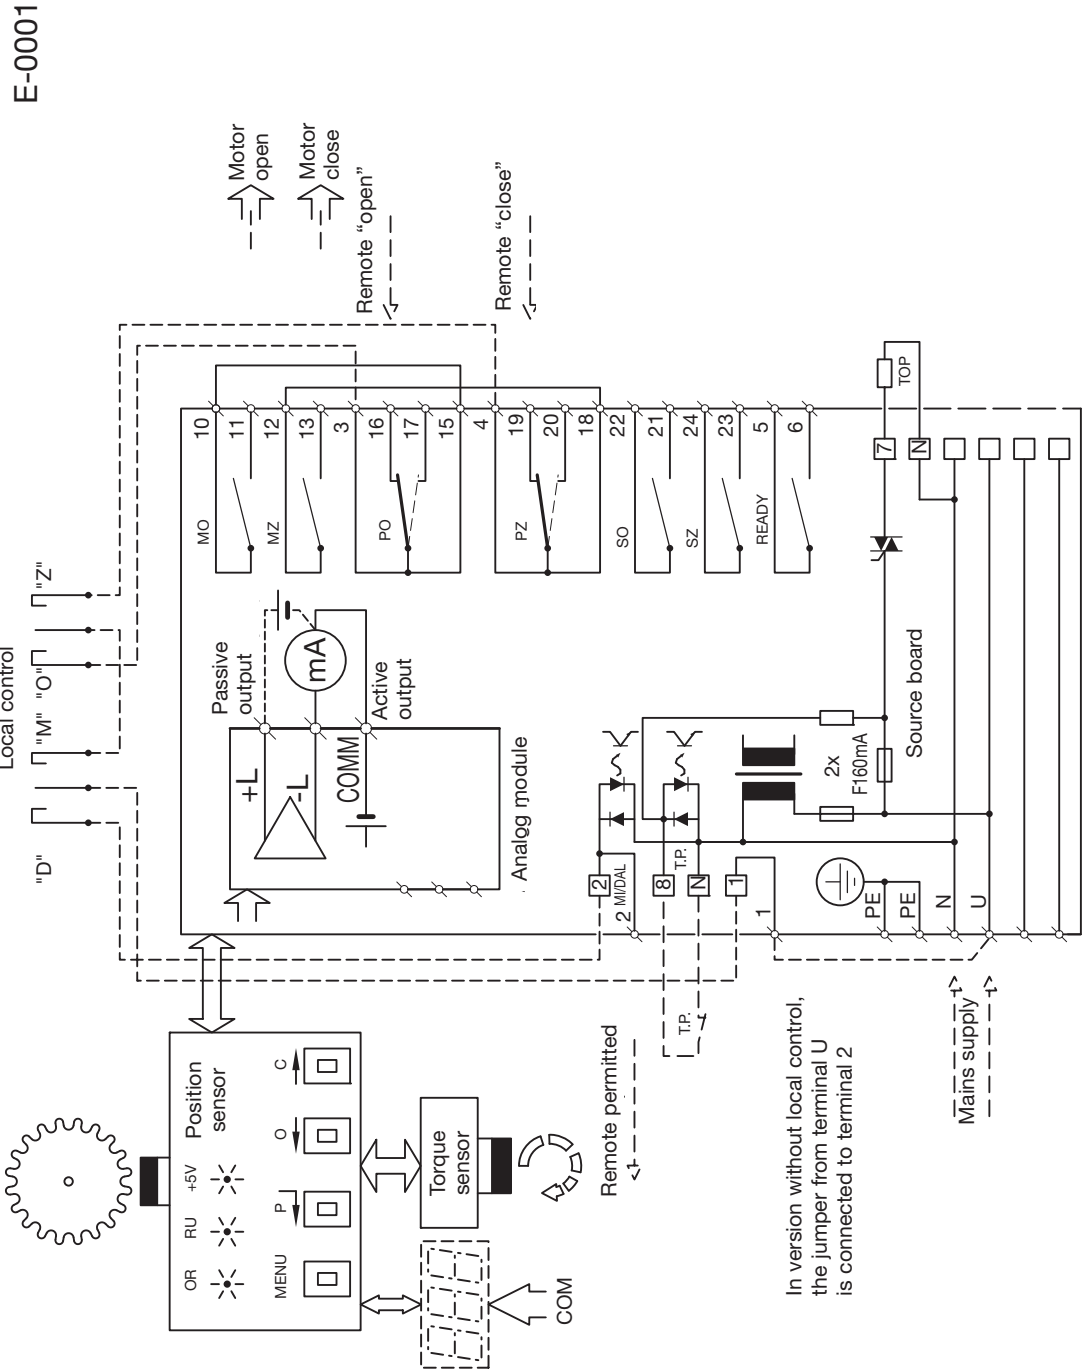 E-0001
Local control
"D"
"M"
"O"
"Z"
Motor
open
Motor
close
Remote “open”
Remote “close”
10
11
12
13
3
16
17
15
4
19
20
18
22
21
24
23
5
6
MO
MZ
PO
PZ
SO
SZ
READY
TOP
7
N
Passive
output
mA
Active
output
+L
-L
COMM
Analog module
Source board
2x
F160mA
2
MI/DAL
2
8
T.P.
N
1
1
PE
PE
N
U
T.P.
Remote permitted
Mains supply
In version without local control,
the jumper from terminal U
is connected to terminal 2
Position
sensor
+5V
RU
OR
MENU
P
O
C
Torque
sensor
COM